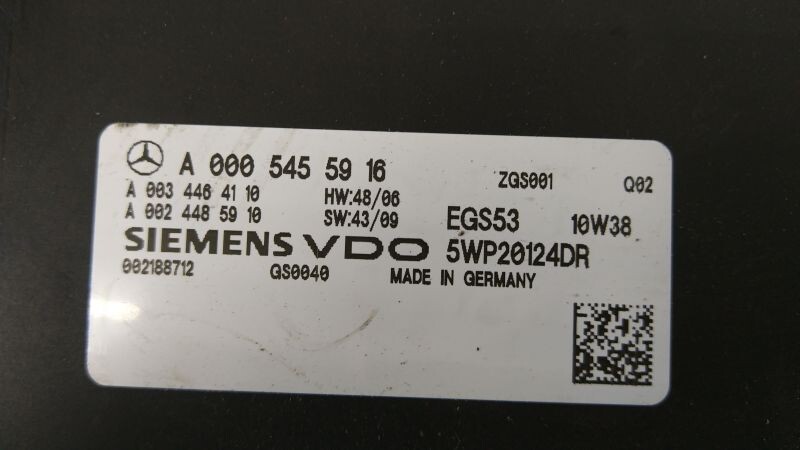 A 000 545 59 16 ZGS001 Q02
A 003 446 41 10 HW:48/06
A 002 448 59 10 SW:43/09 EGS53 10W38
SIEMENS VDO 5WP20124DR
002188712 GS0040 MADE IN GERMANY